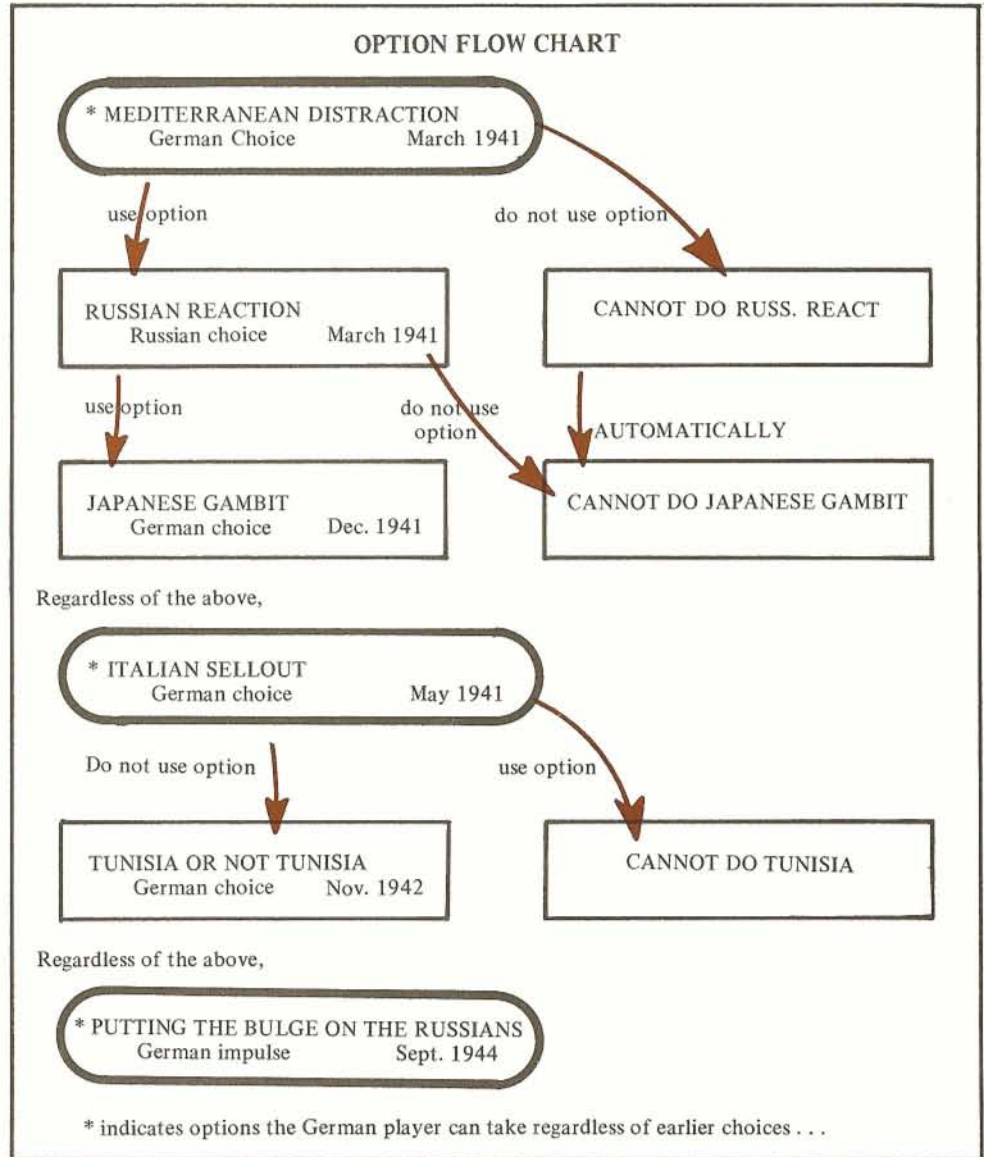 OPTION FLOW CHART
* MEDITERRANEAN DISTRACTION
German Choice March 1941
use option
do not use option
RUSSIAN REACTION
Russian choice March 1941
CANNOT DO RUSS. REACT
use option
do not use
option
AUTOMATICALLY
JAPANESE GAMBIT
German choice Dec. 1941
CANNOT DO JAPANESE GAMBIT
Regardless of the above,
* ITALIAN SELLOUT
German choice May 1941
Do not use option
use option
TUNISIA OR NOT TUNISIA
German choice Nov. 1942
CANNOT DO TUNISIA
Regardless of the above,
* PUTTING THE BULGE ON THE RUSSIANS
German impulse Sept. 1944
* indicates options the German player can take regardless of earlier choices . . .